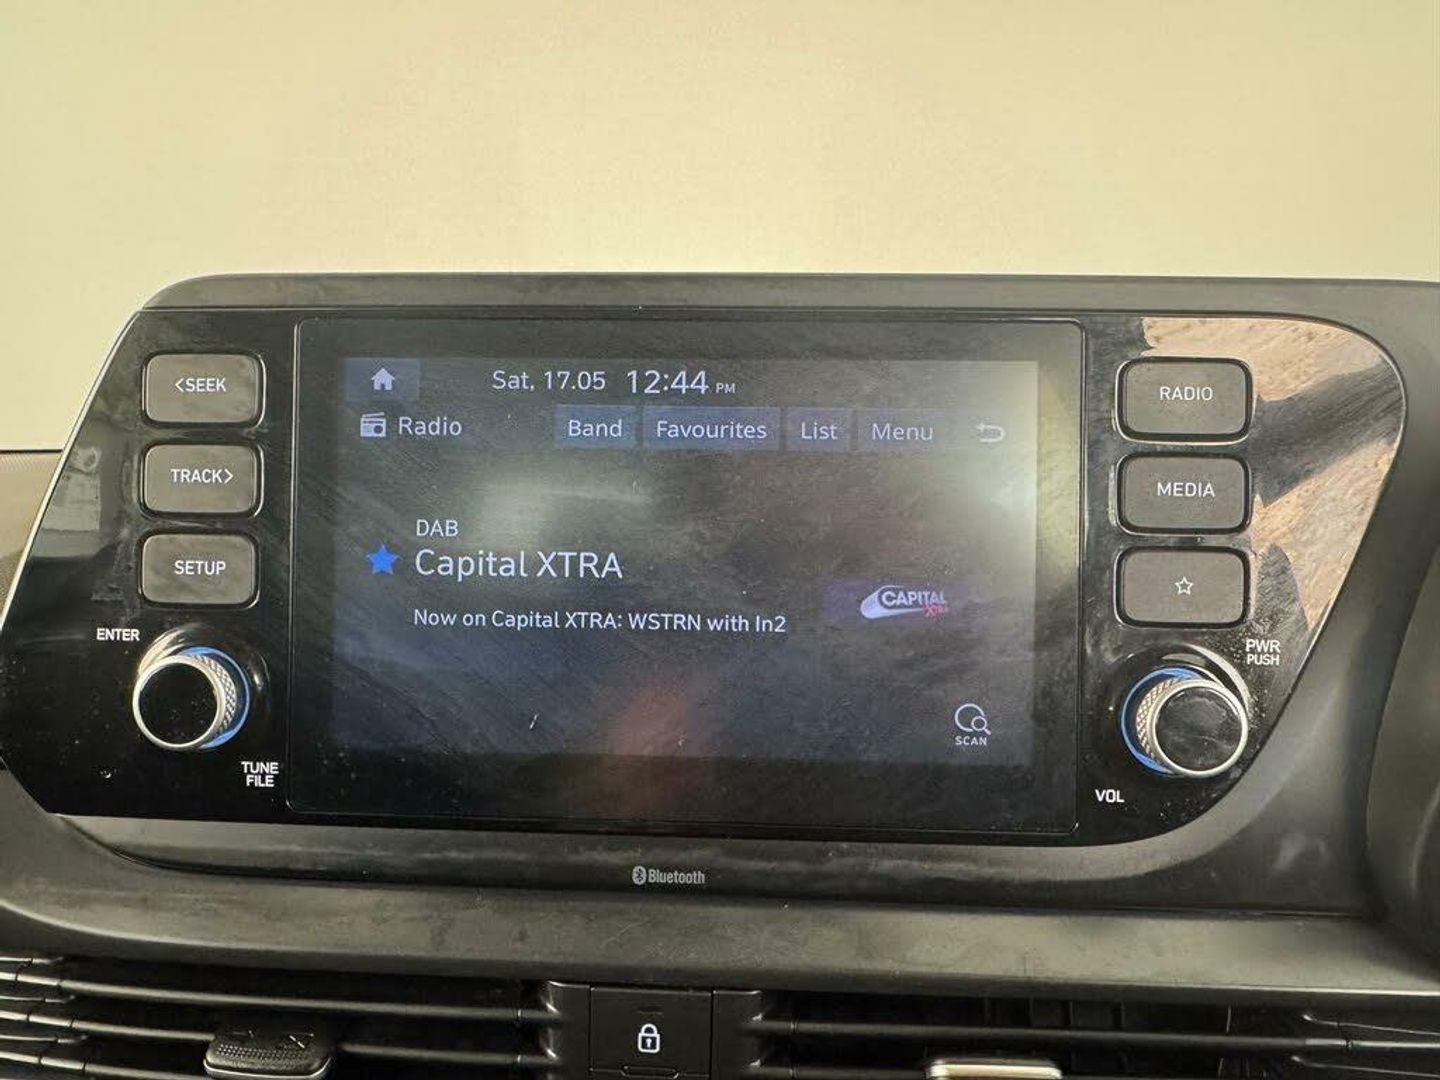 Sat, 17.05 12:44 PM
<SEEK
Radio
Band
Favourites
List
Menu
RADIO
TRACK>
MEDIA
DAB
Capital XTRA
SETUP
CAPITAL
XTRA
Now on Capital XTRA: WSTRN with In2
ENTER
PWR
PUSH
SCAN
TUNE
FILE
VOL
Bluetooth